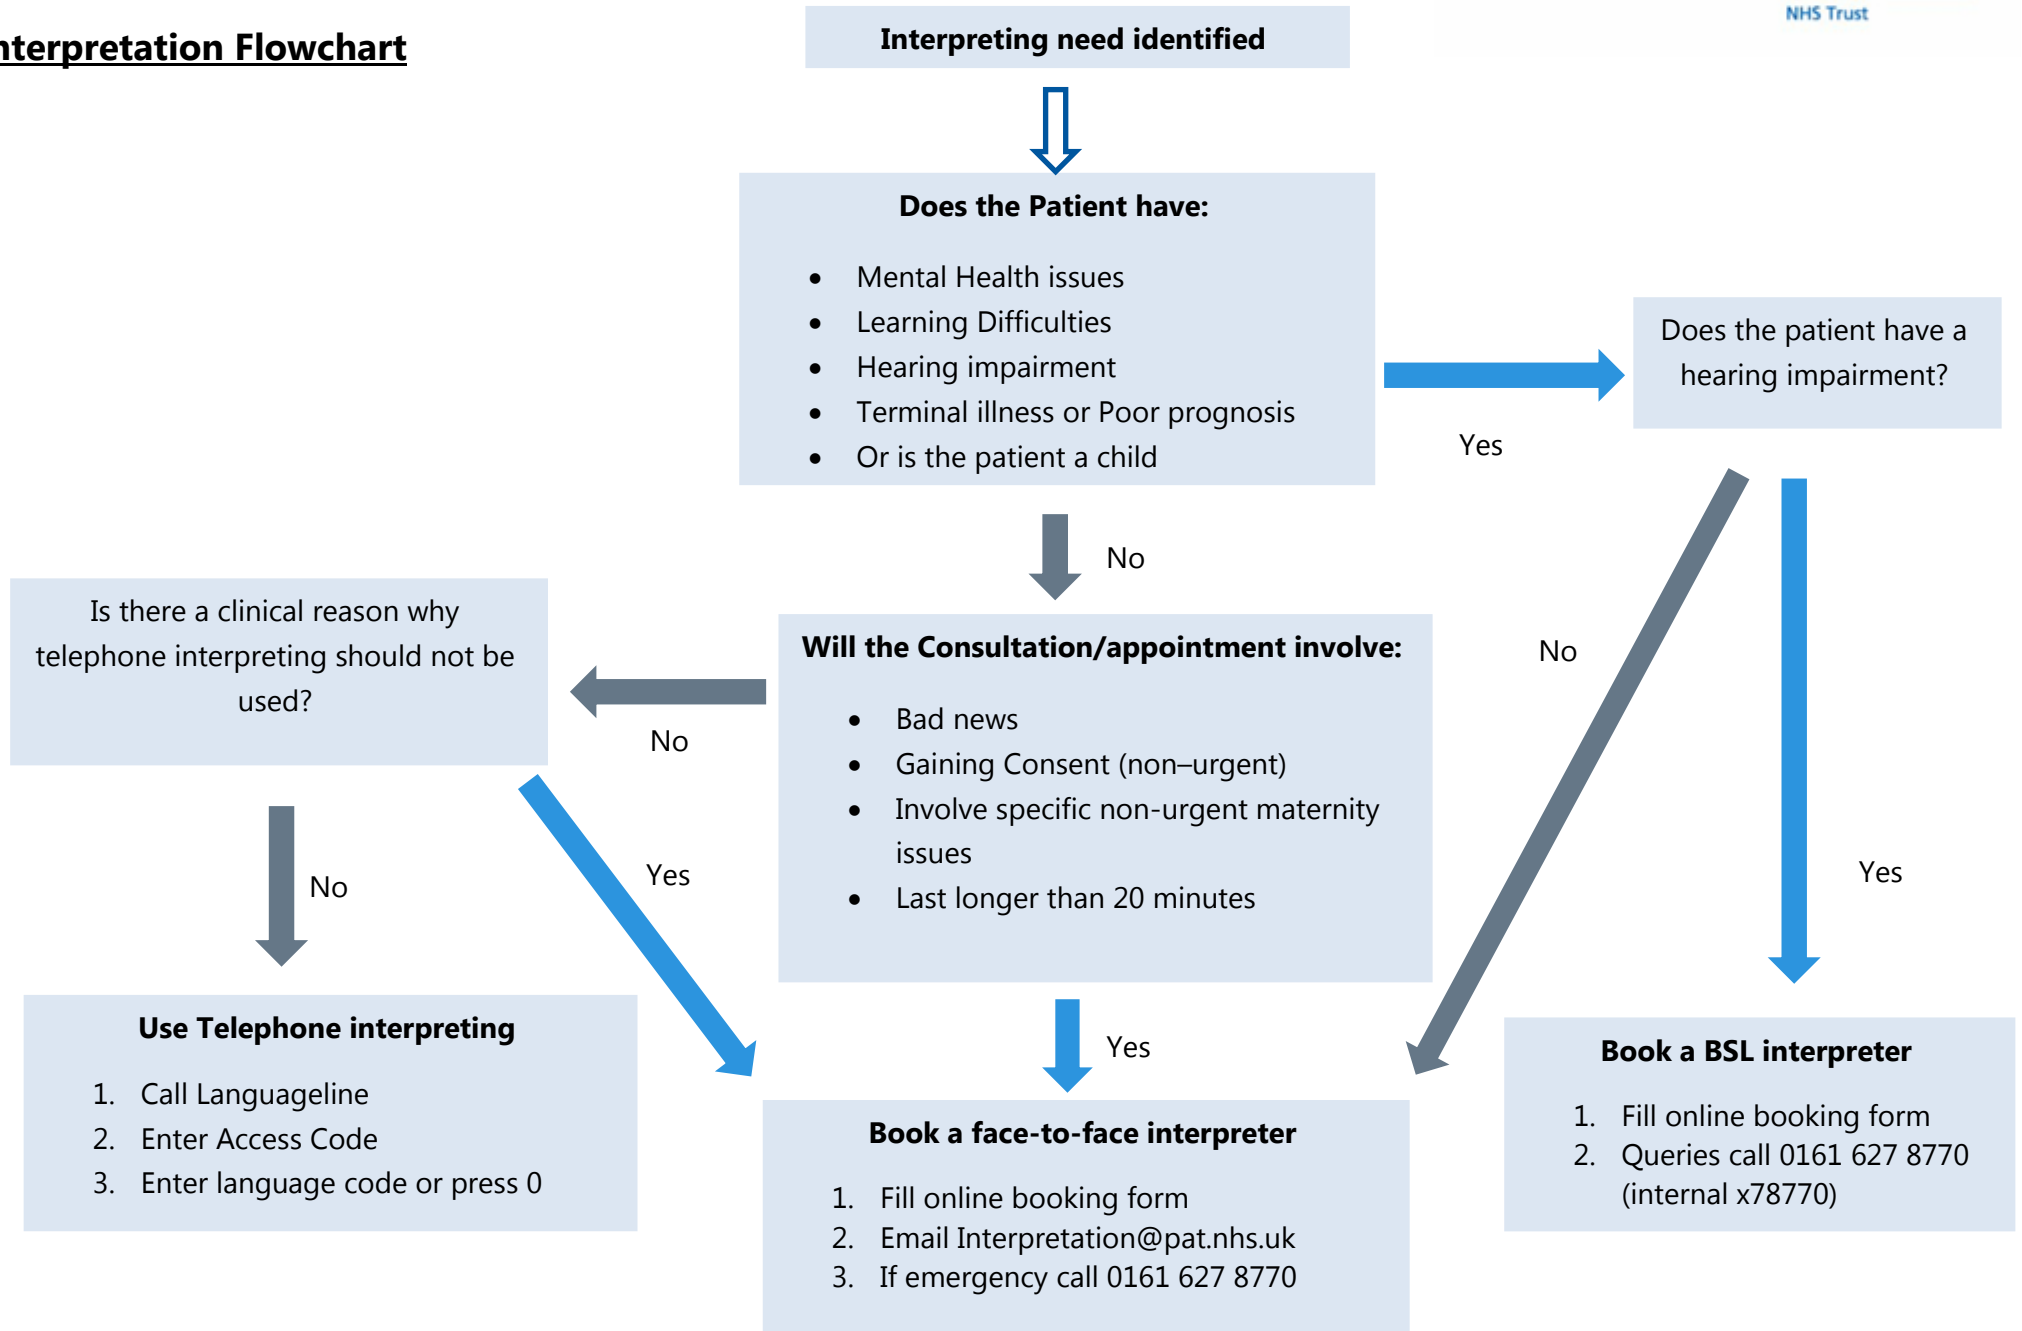 NHS Trust
nterpretation Flowchart
Interpreting need identified
Does the Patient have:
• Mental Health issues
• Learning Difficulties
• Hearing impairment
• Terminal illness or Poor prognosis
• Or is the patient a child
Yes
Does the patient have a
hearing impairment?
No
Is there a clinical reason why
telephone interpreting should not be
used?
No
Will the Consultation/appointment involve:
• Bad news
• Gaining Consent (non–urgent)
• Involve specific non-urgent maternity
issues
• Last longer than 20 minutes
No
Yes
No
Yes
Yes
Use Telephone interpreting
1. Call Languageline
2. Enter Access Code
3. Enter language code or press 0
Book a face-to-face interpreter
1. Fill online booking form
2. Email Interpretation@pat.nhs.uk
3. If emergency call 0161 627 8770
Book a BSL interpreter
1. Fill online booking form
2. Queries call 0161 627 8770
(internal x78770)